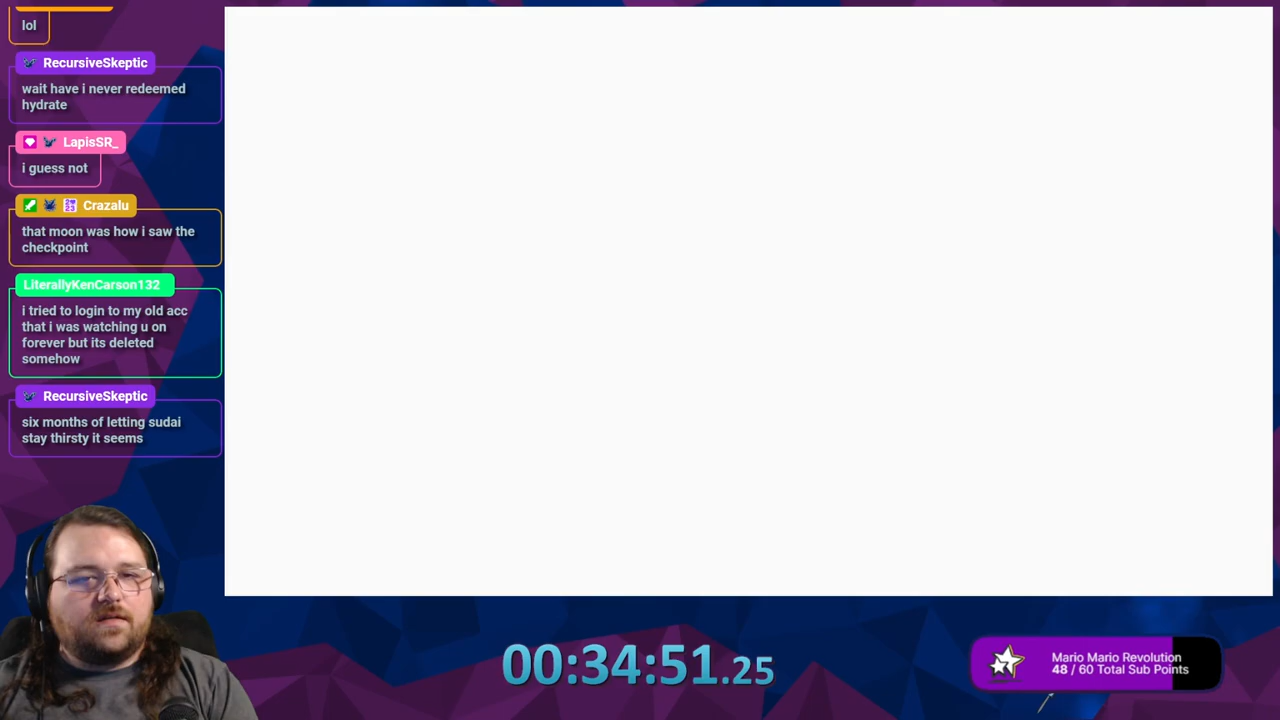 lol
RecursiveSkeptic
wait have i never redeemed
hydrate
LapisSR_
i guess not
Crazalu
that moon was how i saw the
checkpoint
LiterallyKenCarson132
i tried to login to my old acc
that i was watching u on
forever but its deleted
somehow
RecursiveSkeptic
six months of letting sudai
stay thirsty it seems
00:34:51.25
Mario Mario Revolution
48 / 60 Total Sub Points